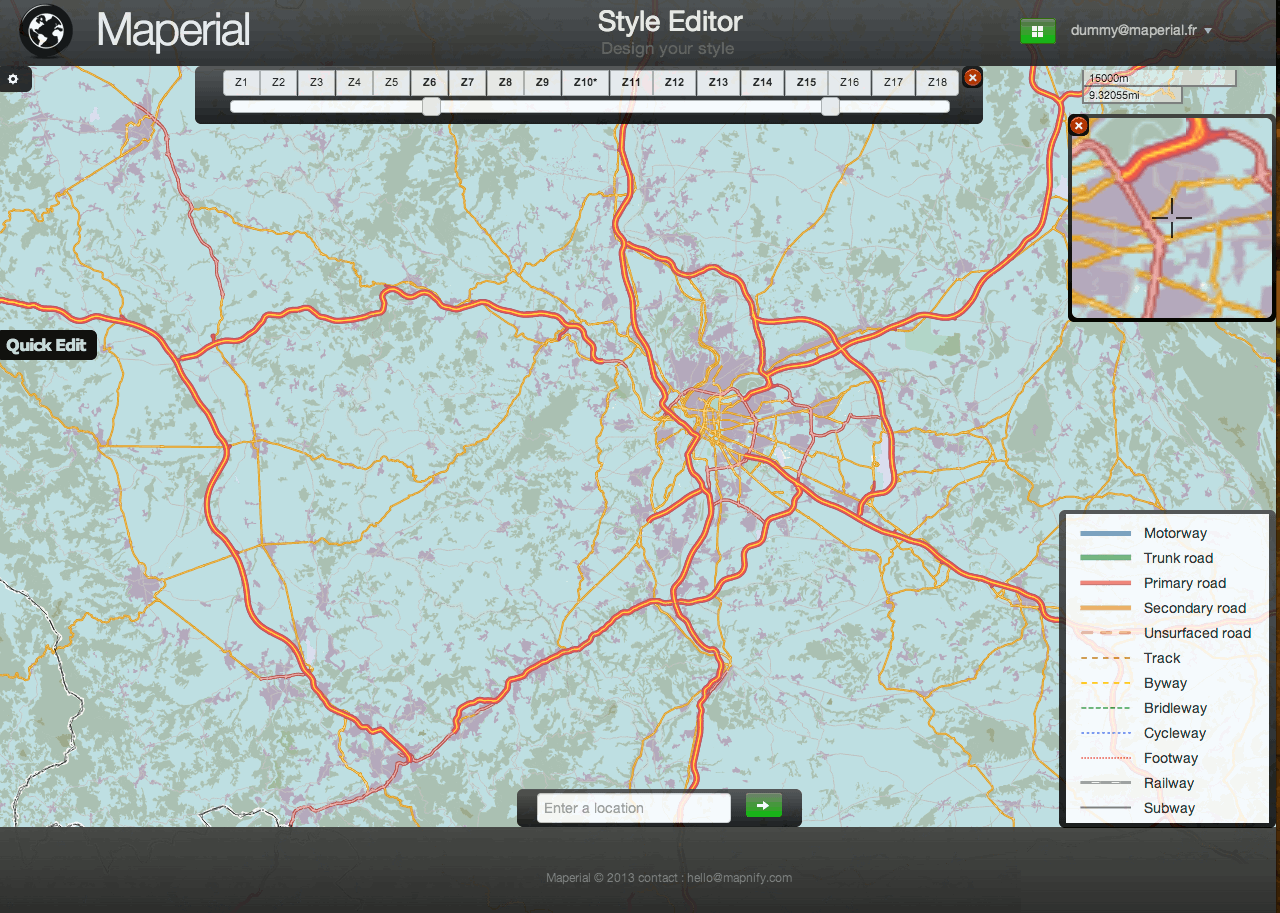 Maperial
Style Editor
Design your style
dummy@maperial.fr
Z1 Z2 Z3 Z4 Z5 Z6 Z7 Z8 Z9 Z10* Z11 Z12 Z13 Z14 Z15 Z16 Z17 Z18
15000m
9.32055mi
Quick Edit
Motorway
Trunk road
Primary road
Secondary road
Unsurfaced road
Track
Byway
Bridleway
Cycleway
Footway
Railway
Subway
Enter a location
Maperial © 2013 contact : hello@mapnify.com